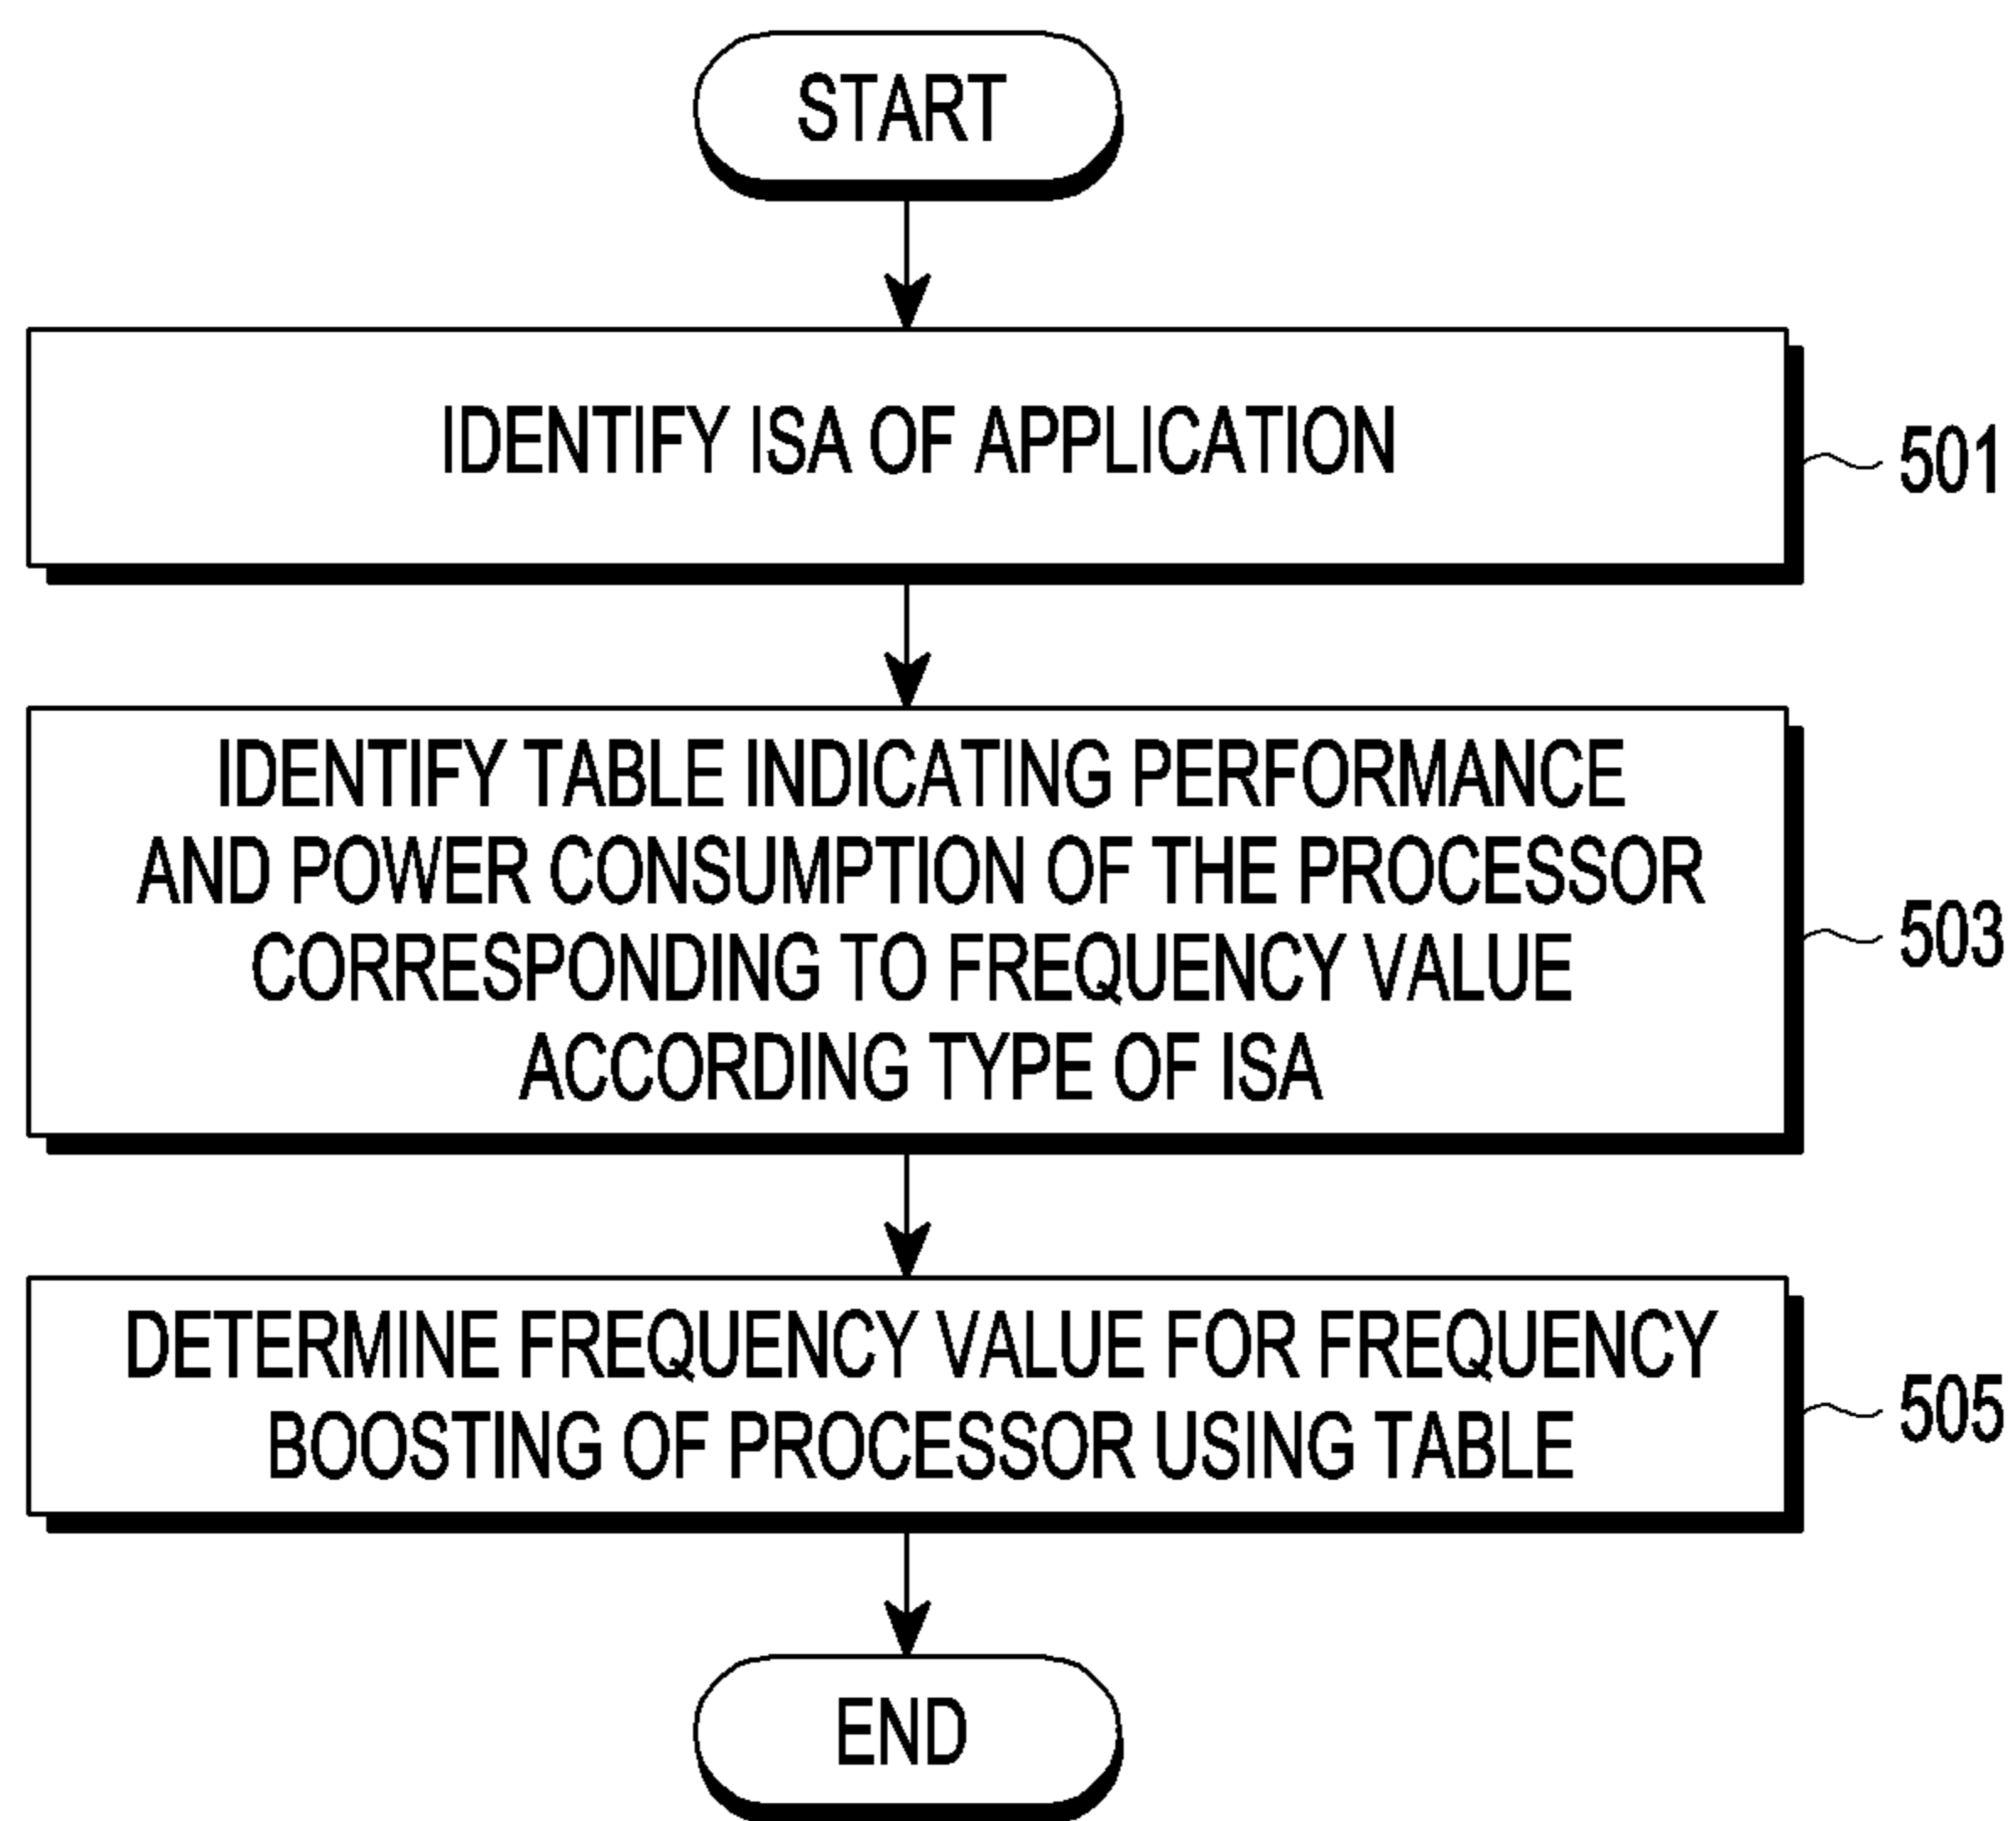 START
IDENTIFY ISA OF APPLICATION
501
IDENTIFY TABLE INDICATING PERFORMANCE
AND POWER CONSUMPTION OF THE PROCESSOR
CORRESPONDING TO FREQUENCY VALUE
ACCORDING TYPE OF ISA
503
DETERMINE FREQUENCY VALUE FOR FREQUENCY
BOOSTING OF PROCESSOR USING TABLE
505
END